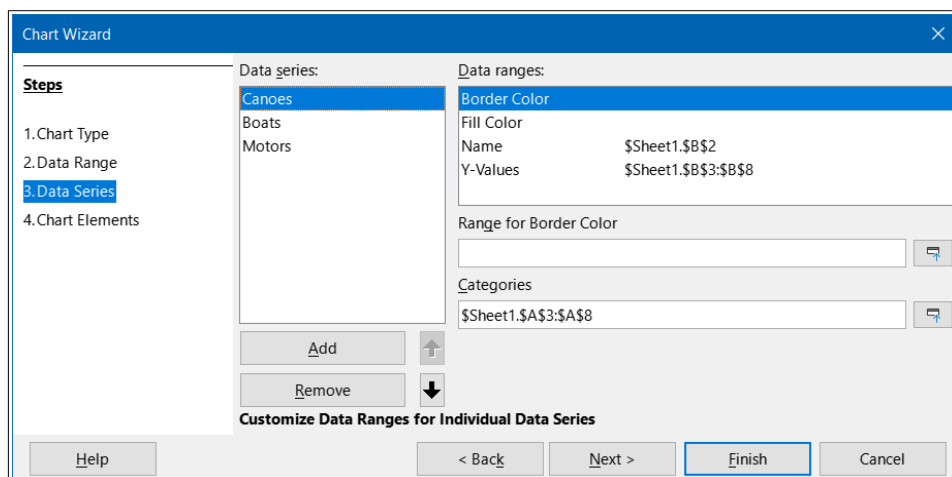 Chart Wizard
Steps
1. Chart Type
2. Data Range
3. Data Series
4. Chart Elements
Data series:
Canoes
Boats
Motors
Add
Remove
Data ranges:
Border Color
Fill Color
Name $Sheet1.$B$2
Y-Values $Sheet1.$B$3:$B$8
Range for Border Color
Categories
$Sheet1.$A$3:$A$8
Customize Data Ranges for Individual Data Series
Help
< Back
Next >
Finish
Cancel